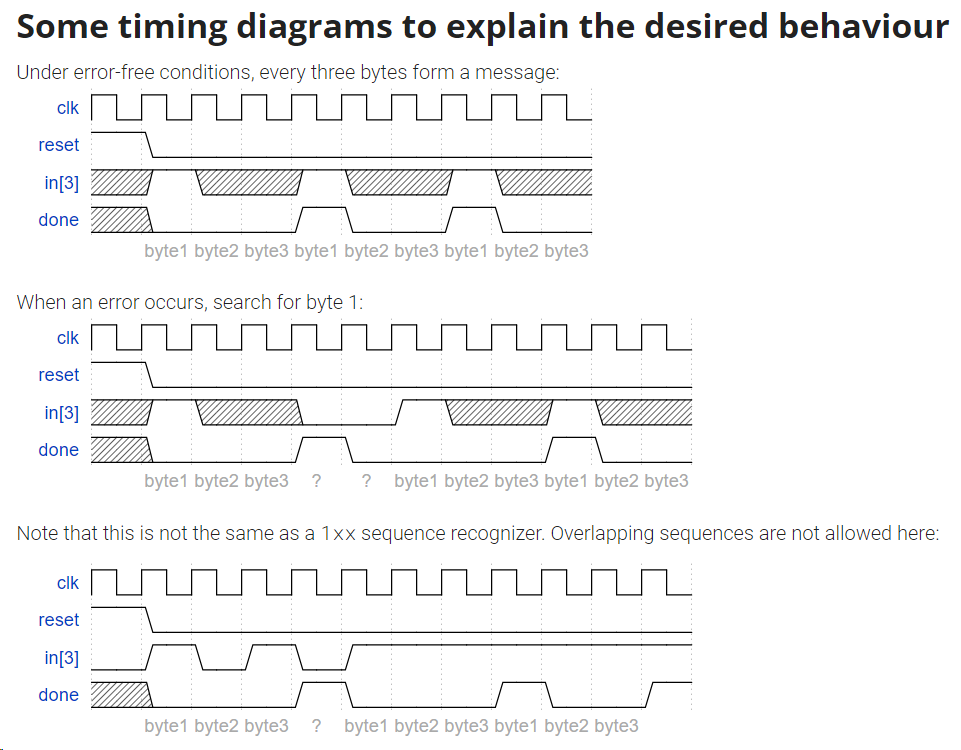 Some timing diagrams to explain the desired behaviour
Under error-free conditions, every three bytes form a message:
clk
reset
in[3]
done
byte1 byte2 byte3 byte1 byte2 byte3 byte1 byte2 byte3
When an error occurs, search for byte 1:
clk
reset
in[3]
done
byte1 byte2 byte3 ? ? byte1 byte2 byte3 byte1 byte2 byte3
Note that this is not the same as a 1xx sequence recognizer. Overlapping sequences are not allowed here:
clk
reset
in[3]
done
byte1 byte2 byte3 ? byte1 byte2 byte3 byte1 byte2 byte3